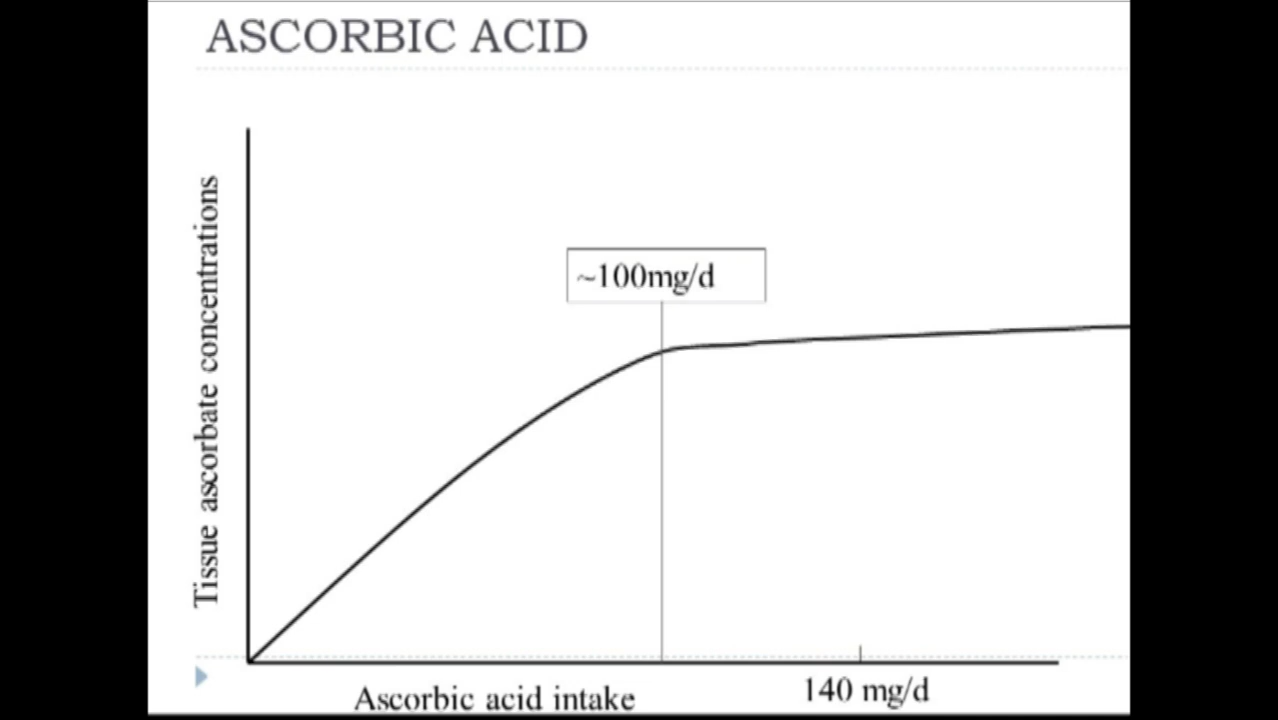 ASCORBIC ACID
Tissue ascorbate concentrations
~100mg/d
140 mg/d
Ascorbic acid intake